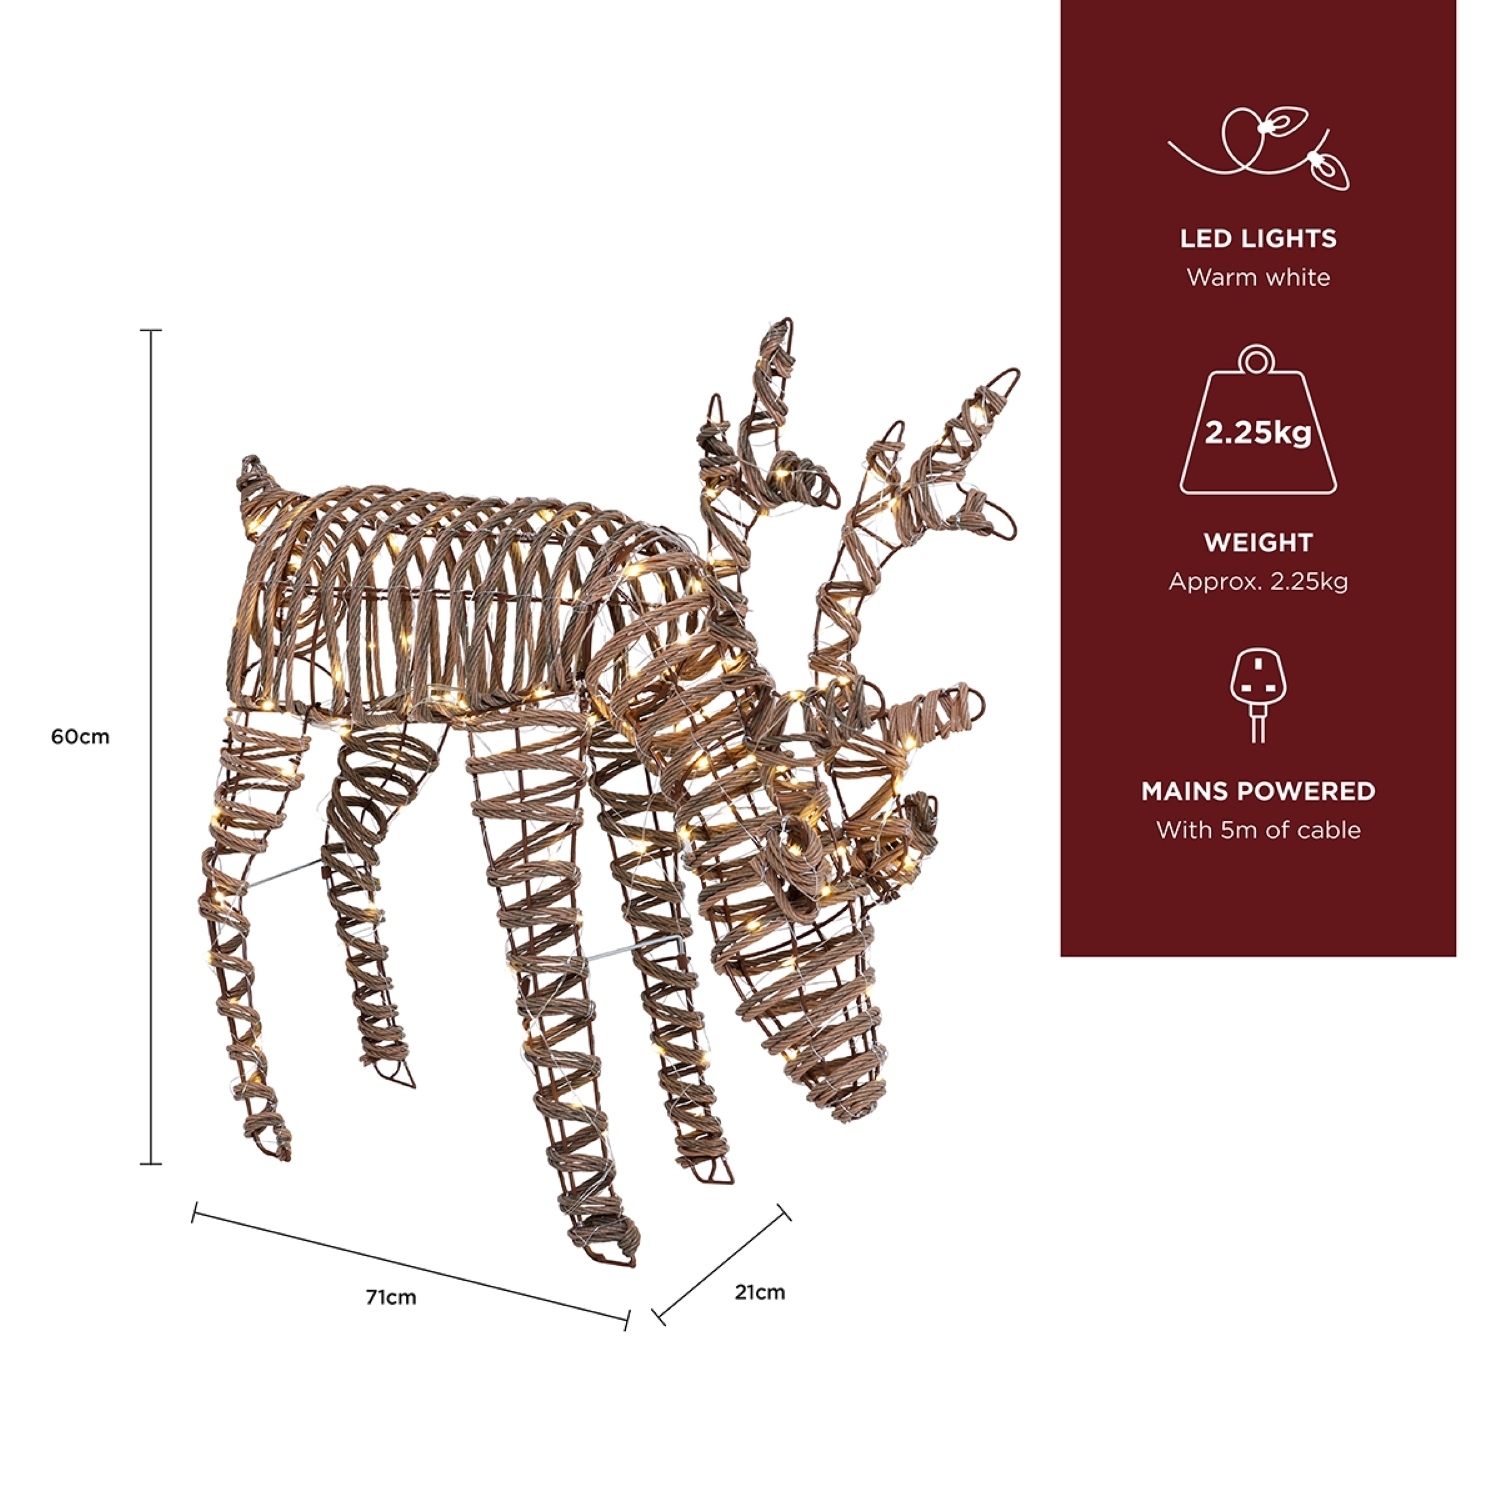 LED LIGHTS
Warm white
2.25kg
WEIGHT
Approx. 2.25kg
MAINS POWERED
With 5m of cable
60cm
71cm
21cm